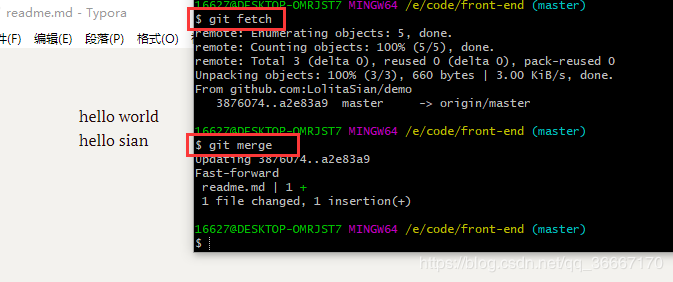 readme.md - Typora
件(F) 编辑(E) 段落(P) 格式(O)
hello world
hello sian
16627@DESKTOP-OMRJST7 MINGW64 /e/code/front-end (master)
$ git fetch
remote: Enumerating objects: 5, done.
remote: Counting objects: 100% (5/5), done.
remote: Total 3 (delta 0), reused 0 (delta 0), pack-reused 0
Unpacking objects: 100% (3/3), 660 bytes | 3.00 KiB/s, done.
From github.com:LolitaSian/demo
   3876074..a2e83a9  master     -> origin/master
16627@DESKTOP-OMRJST7 MINGW64 /e/code/front-end (master)
$ git merge
Updating 3876074..a2e83a9
Fast-forward
 readme.md | 1 +
 1 file changed, 1 insertion(+)
16627@DESKTOP-OMRJST7 MINGW64 /e/code/front-end (master)
$
https://blog.csdn.net/qq_36667170